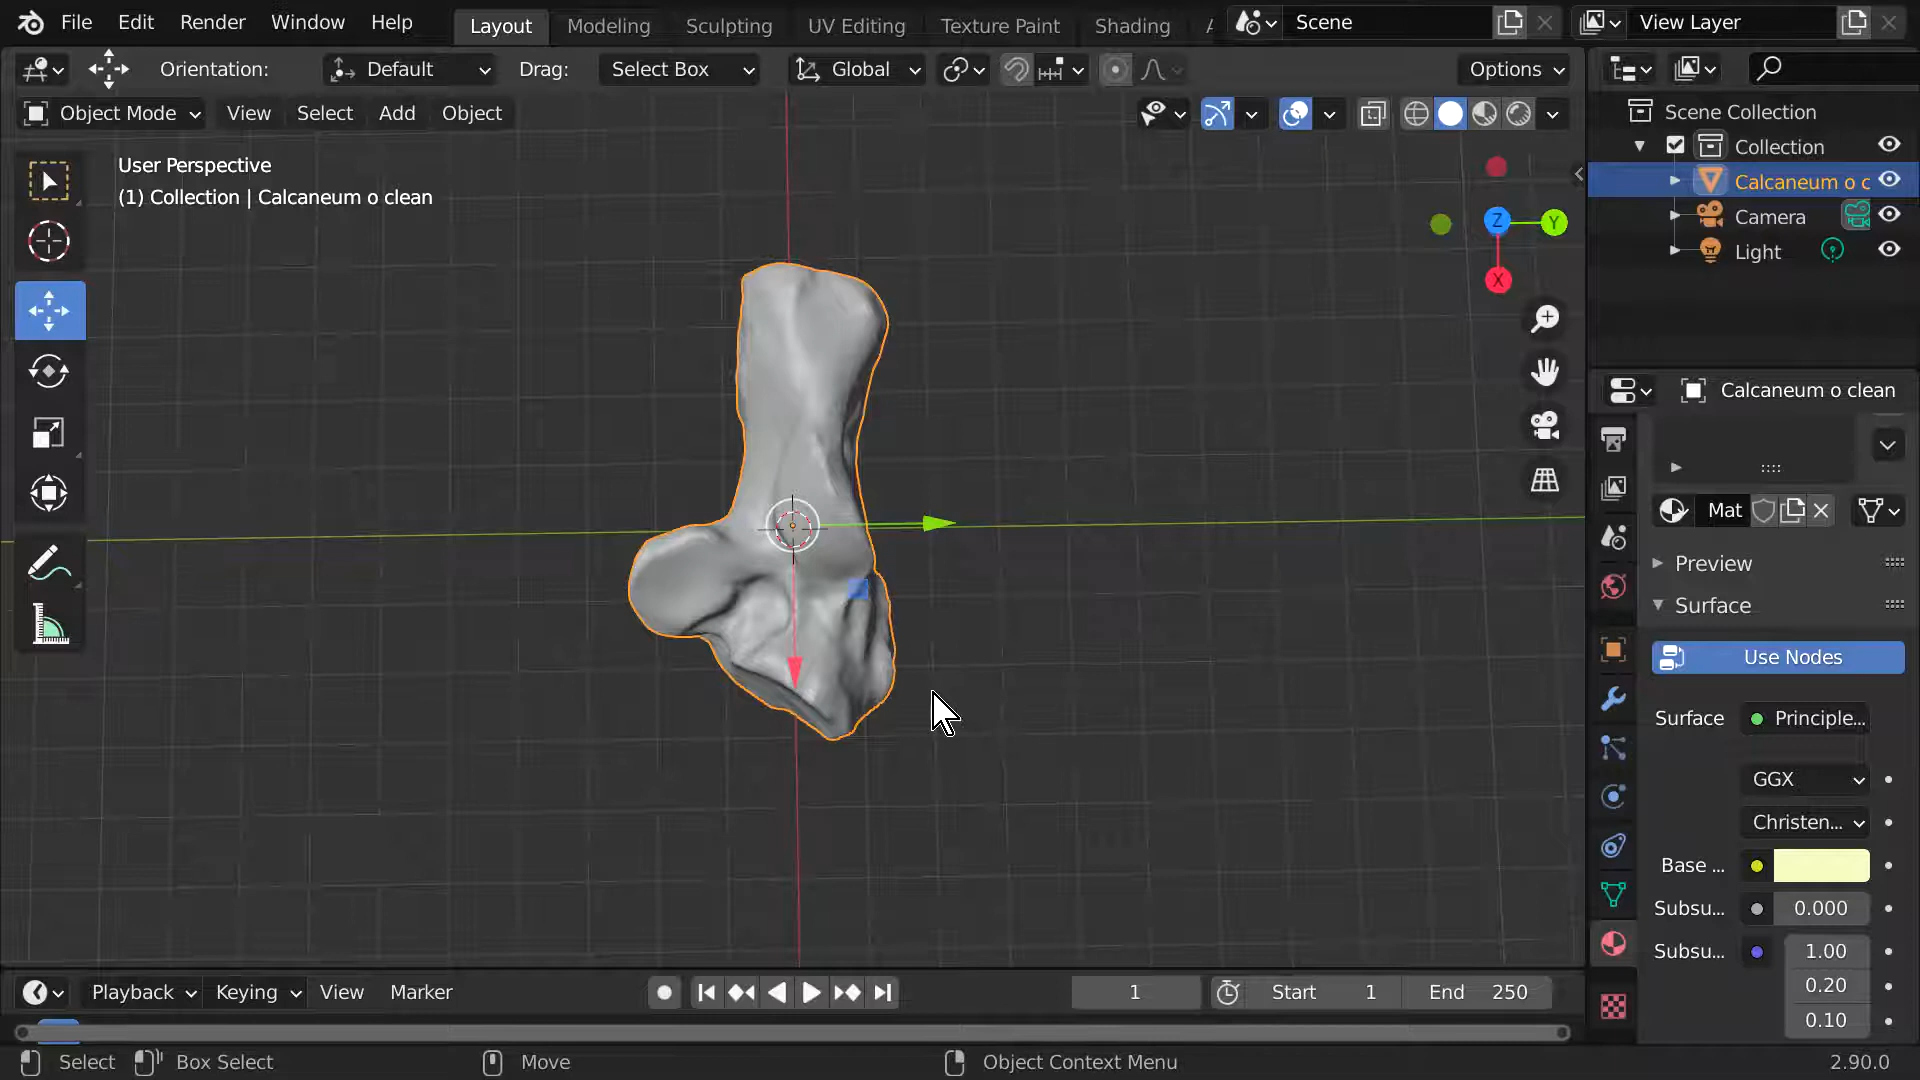 File Edit Render Window Help Layout Modeling Sculpting UV Editing Texture Paint Shading Scene View Layer
Orientation: Default Drag: Select Box Global Options
Object Mode View Select Add Object
User Perspective
(1) Collection | Calcaneum o clean
Z Y
X
Scene Collection
Collection
Calcaneum o c
Camera
Light
Calcaneum o clean
Mat
Preview
Surface
Use Nodes
Surface Principle...
GGX
Christen...
Base ...
Subsu... 0.000
Subsu... 1.00
0.20
0.10
Playback Keying View Marker 1 Start 1 End 250
Select Box Select Move Object Context Menu 2.90.0